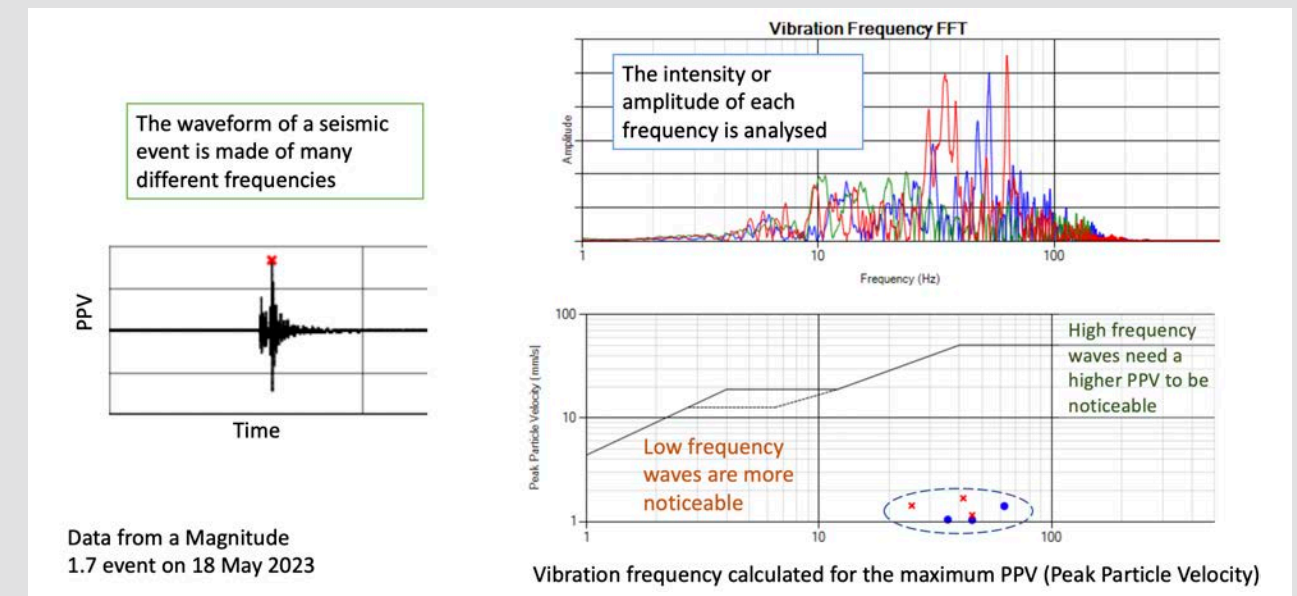 The waveform of a seismic
event is made of many
different frequencies
PPV
Time
Data from a Magnitude
1.7 event on 18 May 2023
Vibration Frequency FFT
The intensity or
amplitude of each
frequency is analysed
Amplitude
1 10 100
Frequency (Hz)
Peak Particle Velocity [mm/s]
100
10
1
High frequency
waves need a
higher PPV to be
noticeable
Low frequency
waves are more
noticeable
1 10 100
Vibration frequency calculated for the maximum PPV (Peak Particle Velocity)